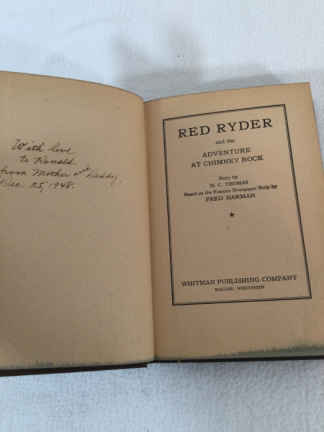 With love
to Ronald
from Mother and Daddy,
Dec. 25, 1948.
RED RYDER
and the
ADVENTURE
AT CHIMNEY ROCK
Story by
H. C. THOMAS
Based on the Famous Newspaper Strip by
FRED HARMAN
WHITMAN PUBLISHING COMPANY
RACINE, WISCONSIN